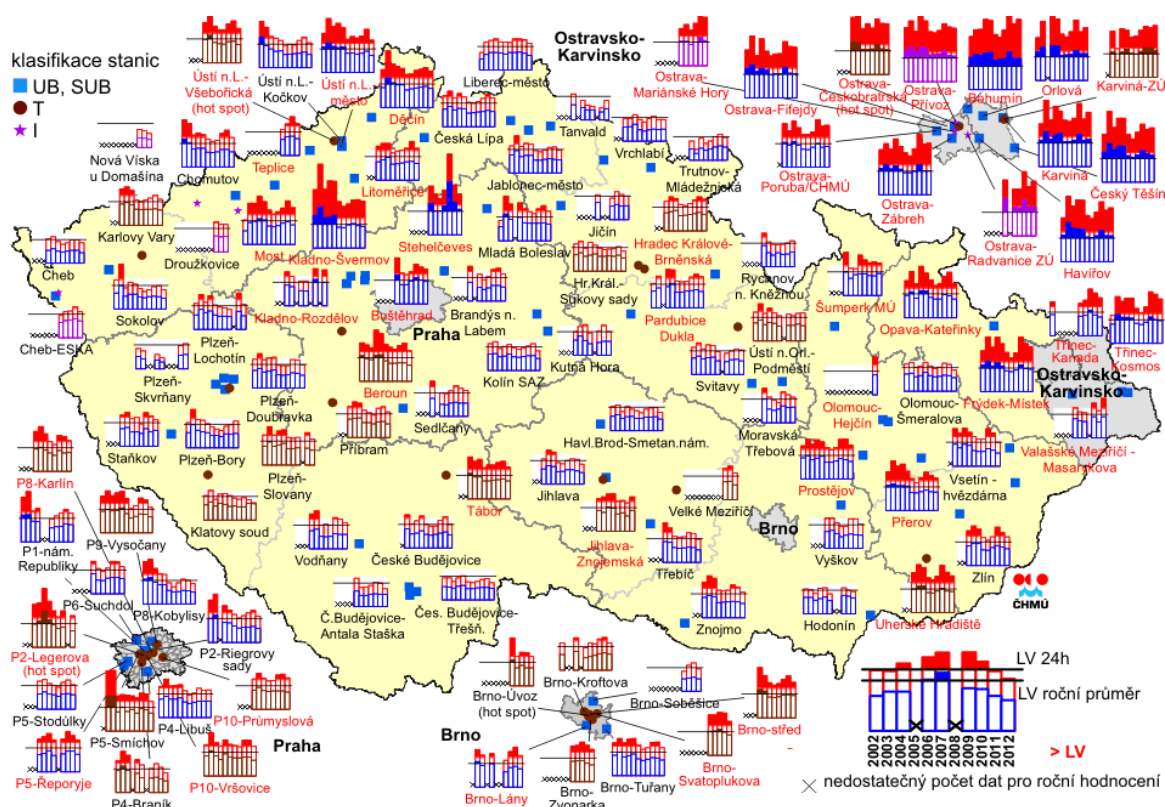 klasifikace stanic
UB, SUB
T
I
Nová Víska
u Domašína
Ústí n.L.-
Všebořická
(hot spot)
Ústí n.L.-
Kočkov
Ústí n.L.-
město
Děčín
Liberec-město
Česká Lípa
Tanvald
Vrchlabí
Trutnov-
Mládežnická
Ostravsko-
Karvinsko
Ostrava-
Mariánské Hory
Ostrava-Fifejdy
Ostrava-
Českobratrská
(hot spot)
Ostrava-
Přívoz
Bohumín
Orlová
Karviná-ZÚ
Karviná
Český Těšín
Ostrava-
Poruba/CHMÚ
Ostrava-
Zábřeh
Ostrava-
Radvanice ZÚ
Havířov
Chomutov
Teplice
Litoměřice
Jablonec-město
Jičín
Karlovy Vary
Droužkovice
Most
Kladno-Švermov
Stehelčeves
Mladá Boleslav
Hradec Králové-
Brněnská
Hr.Král.-
Sukovy sady
Rychnov
n. Kněžnou
Cheb
Sokolov
Cheb-ESKA
Plzeň-
Lochotín
Kladno-Rozdělov
Buštěhrad
Praha
Brandýs n.
Labem
Pardubice
Dukla
Šumperk MÚ
Opava-Kateřinky
Třinec-
Kanada
Třinec-
Kosmos
Plzeň-
Skvrňany
Plzeň-
Doubravka
Beroun
Kolín SAZ
Kutná Hora
Svitavy
Ústí n.Orl.-
Podměstí
Olomouc-
Hejčín
Olomouc-
Šmeralova
Frýdek-Místek
Ostravsko-
Karvinsko
Staňkov
Plzeň-Bory
Plzeň-
Slovany
Příbram
Sedlčany
Havl.Brod-Smetan.nám.
Moravská
Třebová
Valašské Meziříčí -
Masarykova
P8-Karlín
Klatovy soud
Tábor
Jihlava
Velké Meziříčí
Prostějov
Přerov
Vsetín -
hvězdárna
P1-nám.
Republiky
P9-Vysočany
Vodňany
České Budějovice
Jihlava-
Znojemská
Třebíč
Brno
Vyškov
Zlín
ČHMÚ
P6-Suchdol
P8-Kobylisy
Č.Budějovice-
Antala Staška
Čes. Budějovice-
Třešň.
Znojmo
Hodonín
Uherské Hradiště
P2-Legerova
(hot spot)
P2-Riegrovy
sady
P5-Stodůlky
P5-Smíchov
P4-Libuš
P10-Průmyslová
P5-Řeporyje
P4-Braník
P10-Vršovice
Praha
Brno-Úvoz
(hot spot)
Brno-Kroftova
Brno-Soběšice
Brno-střed
-
Brno
Brno-Lány
Brno-
Zvonařka
Brno-Tuřany
Brno-
Svatoplukova
LV 24h
LV roční průměr
2002 2003 2004 2005 2006 2007 2008 2009 2010 2011 2012
> LV
nedostatečný počet dat pro roční hodnocení